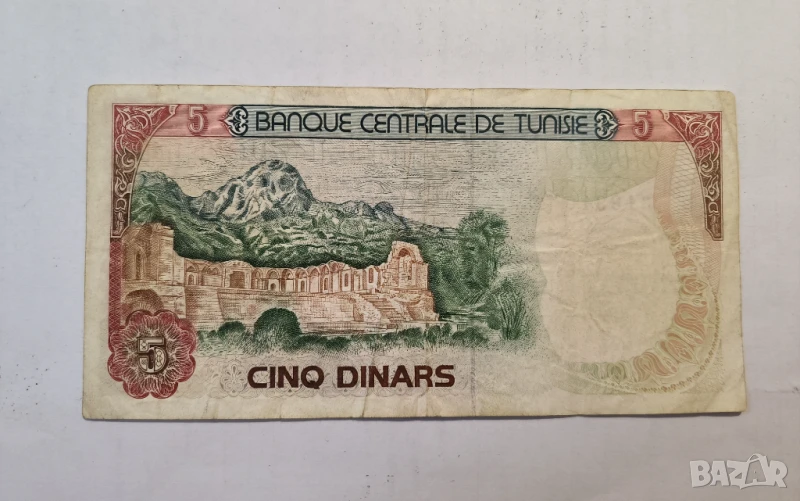 5 BANQUE CENTRALE DE TUNISIE 5
5 CINQ DINARS
BAZAR